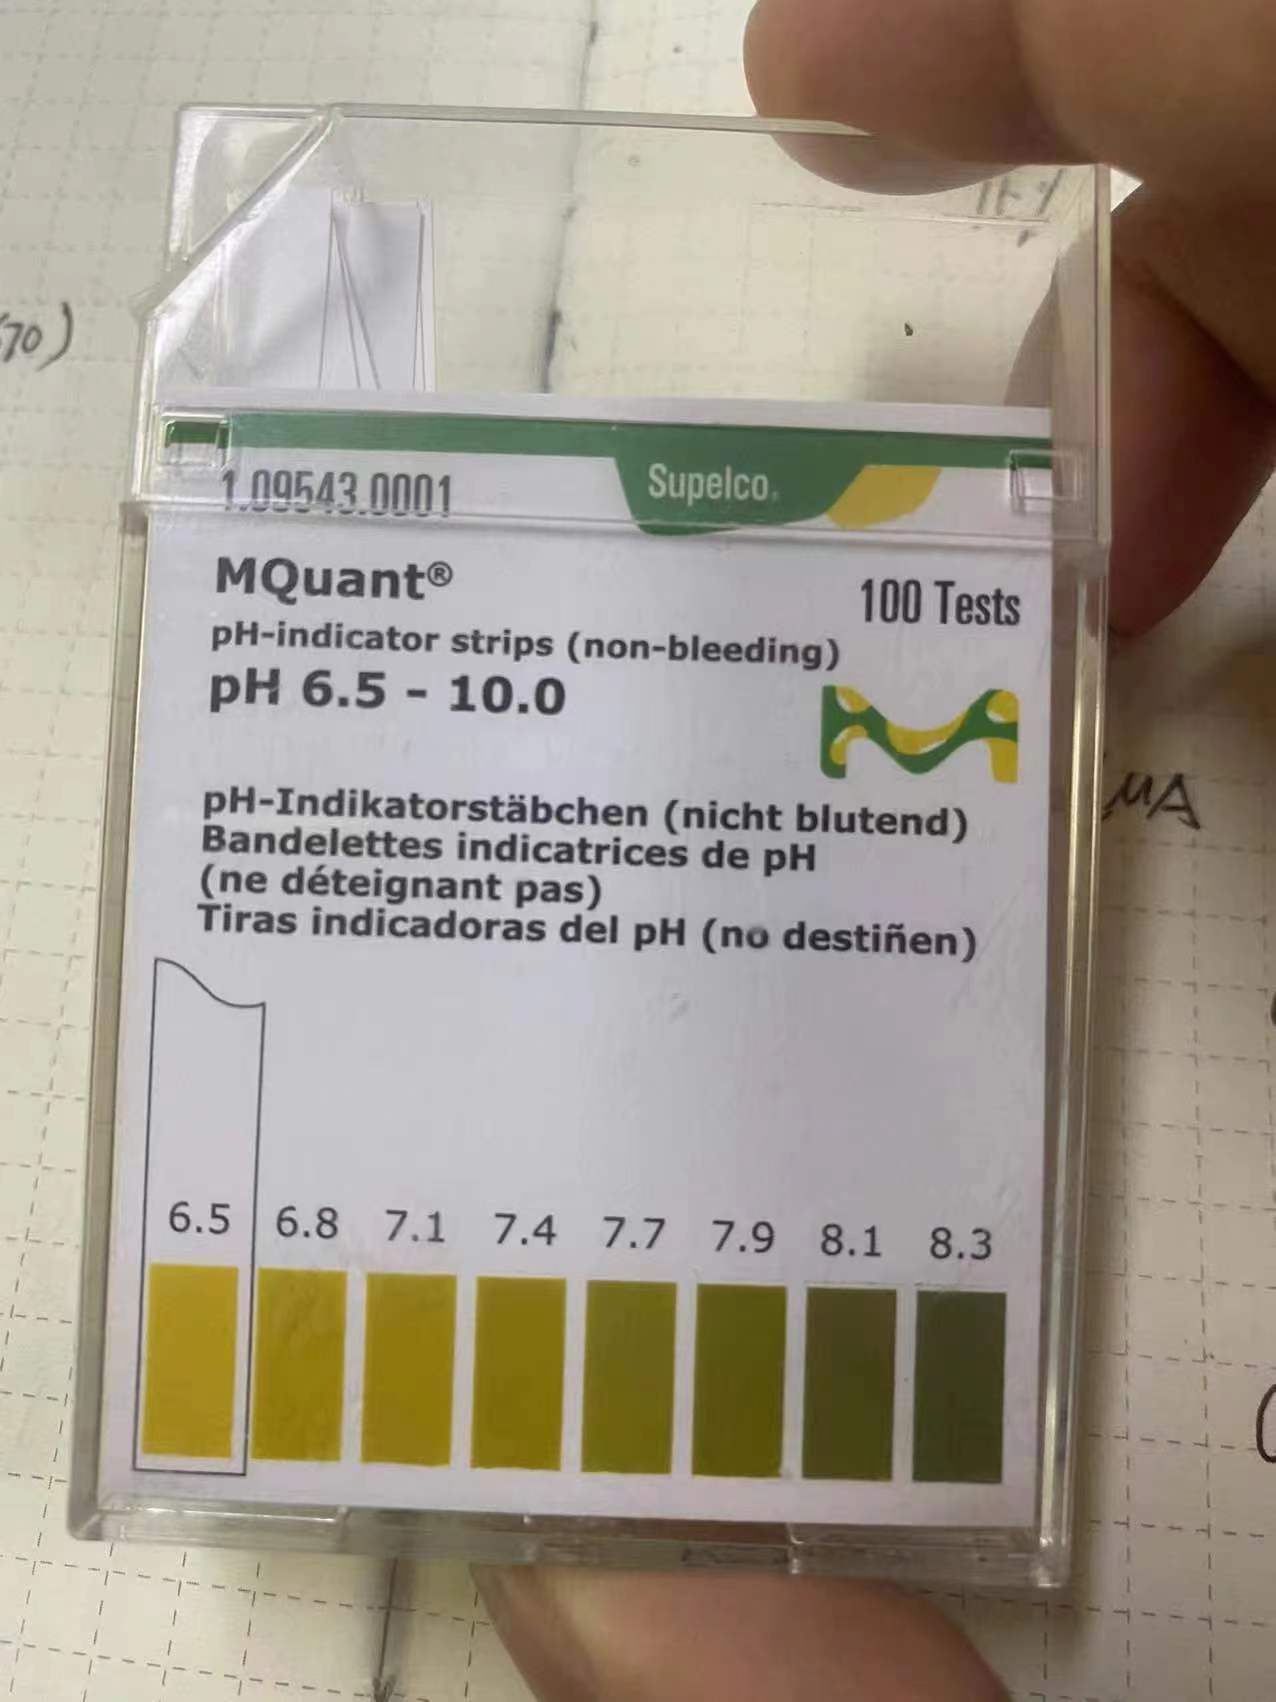 70)
1.09543.0001
Supelco®
MQuant®
100 Tests
pH-indicator strips (non-bleeding)
pH 6.5 - 10.0
pH-Indikatorstäbchen (nicht blutend)
Bandelettes indicatrices de pH
(ne déteignant pas)
Tiras indicadoras del pH (no destiñen)
μA
6.5 6.8 7.1 7.4 7.7 7.9 8.1 8.3